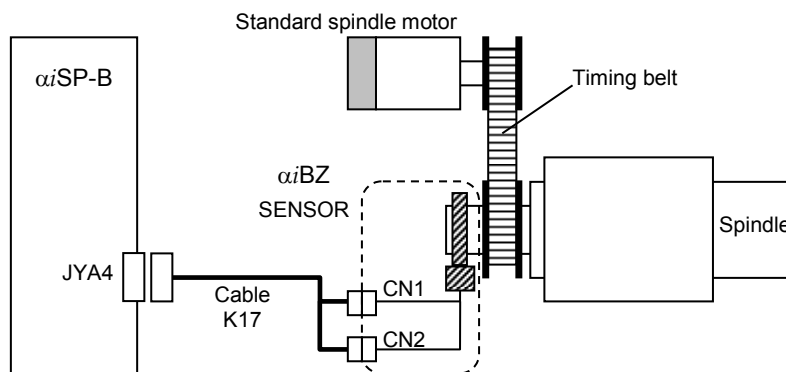 Standard spindle motor
αiSP-B
Timing belt
αiBZ
SENSOR
Spindle
JYA4
Cable
K17
CN1
CN2